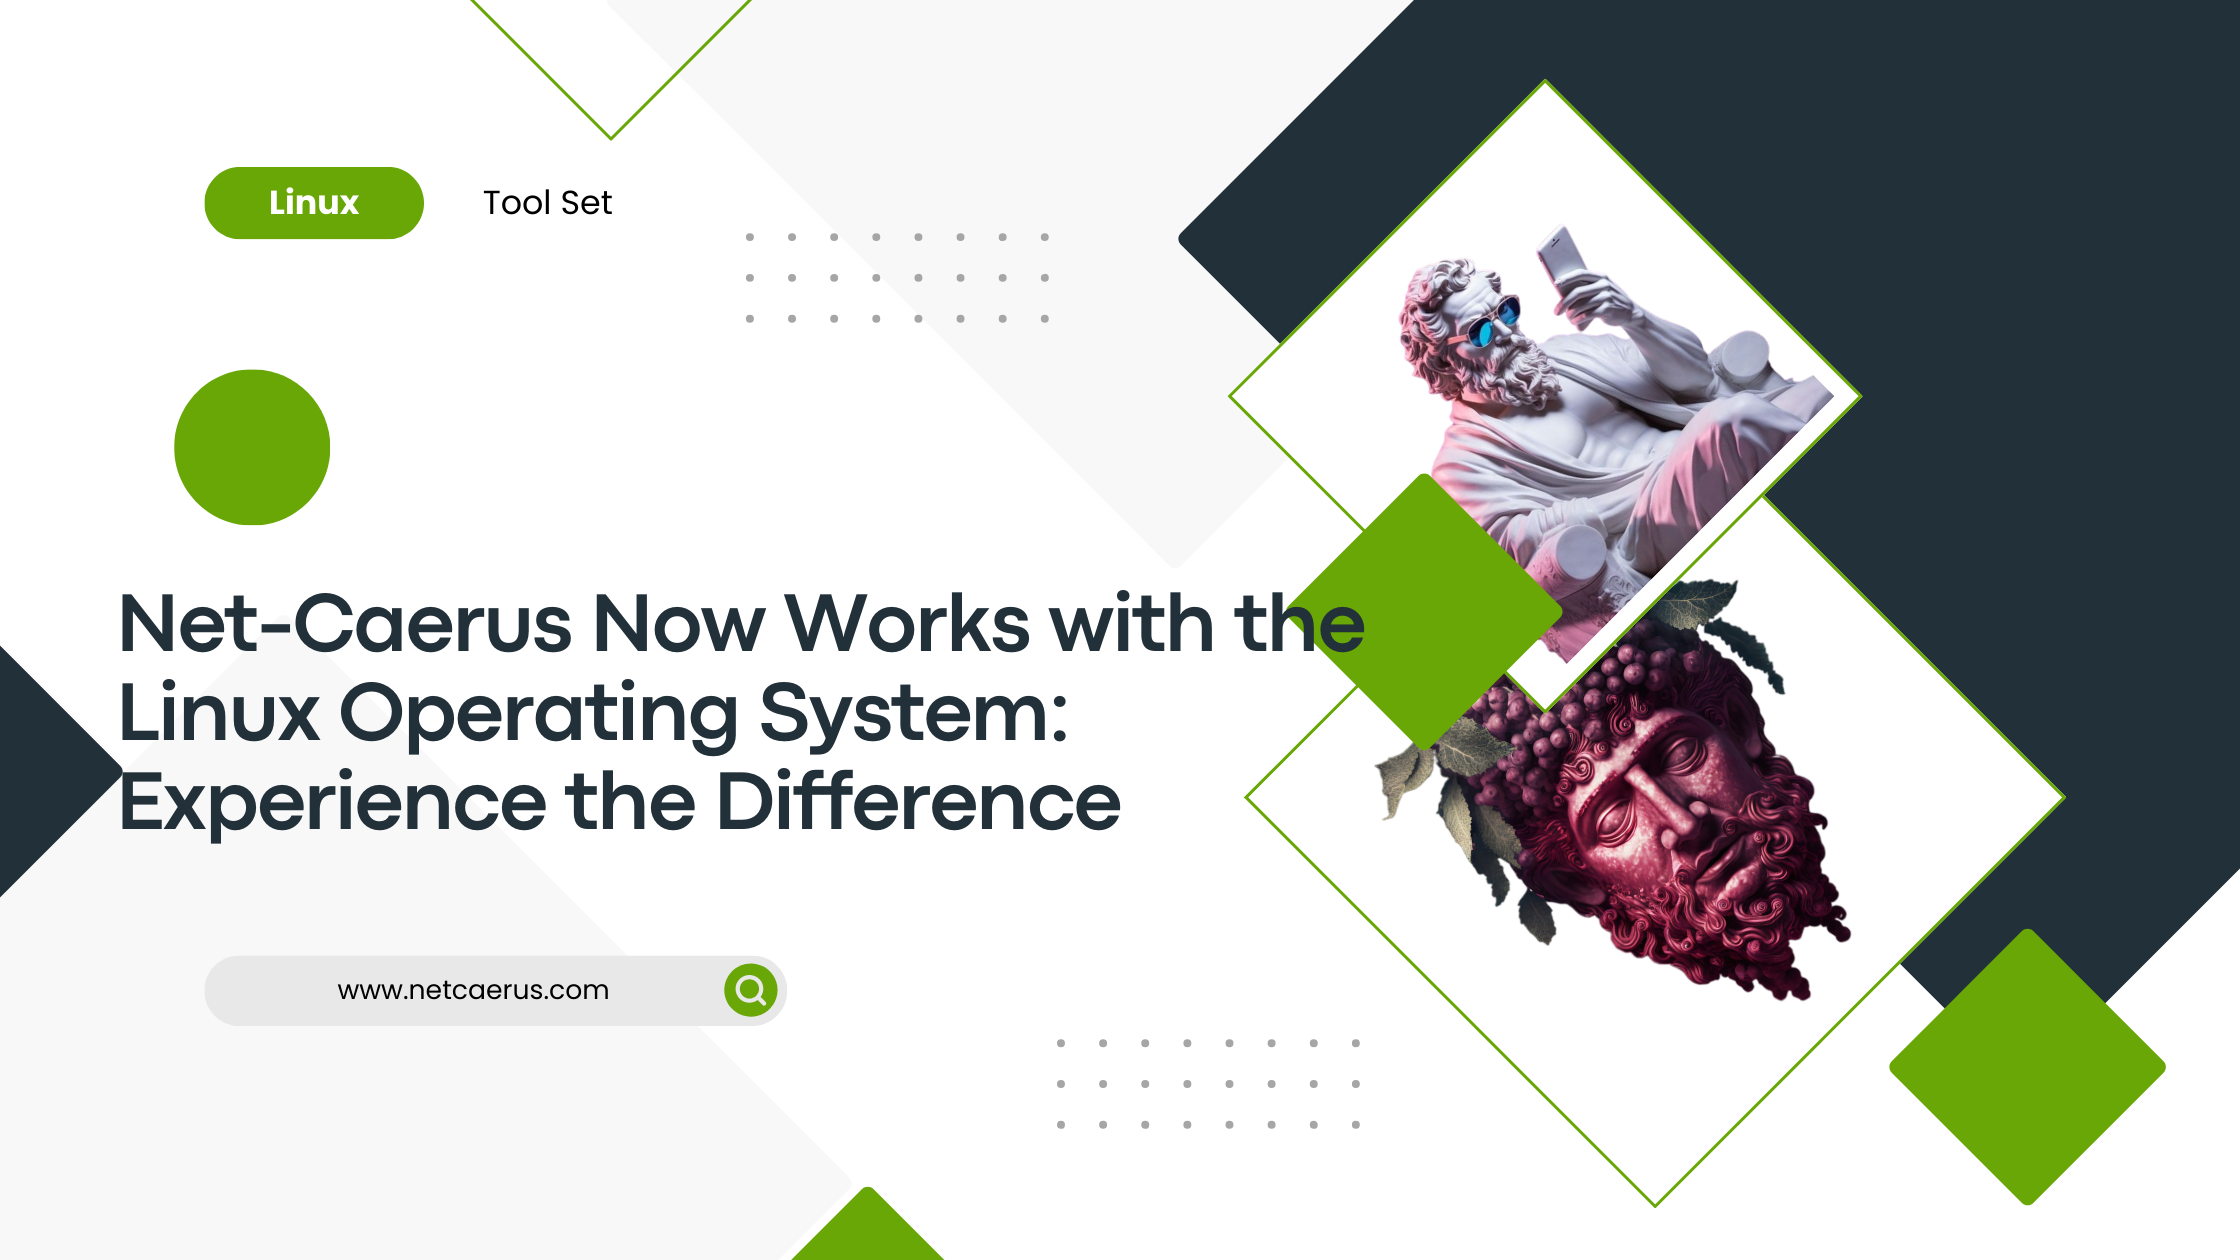 Linux
Tool Set
Net-Caerus Now Works with the
Linux Operating System:
Experience the Difference
www.netcaerus.com